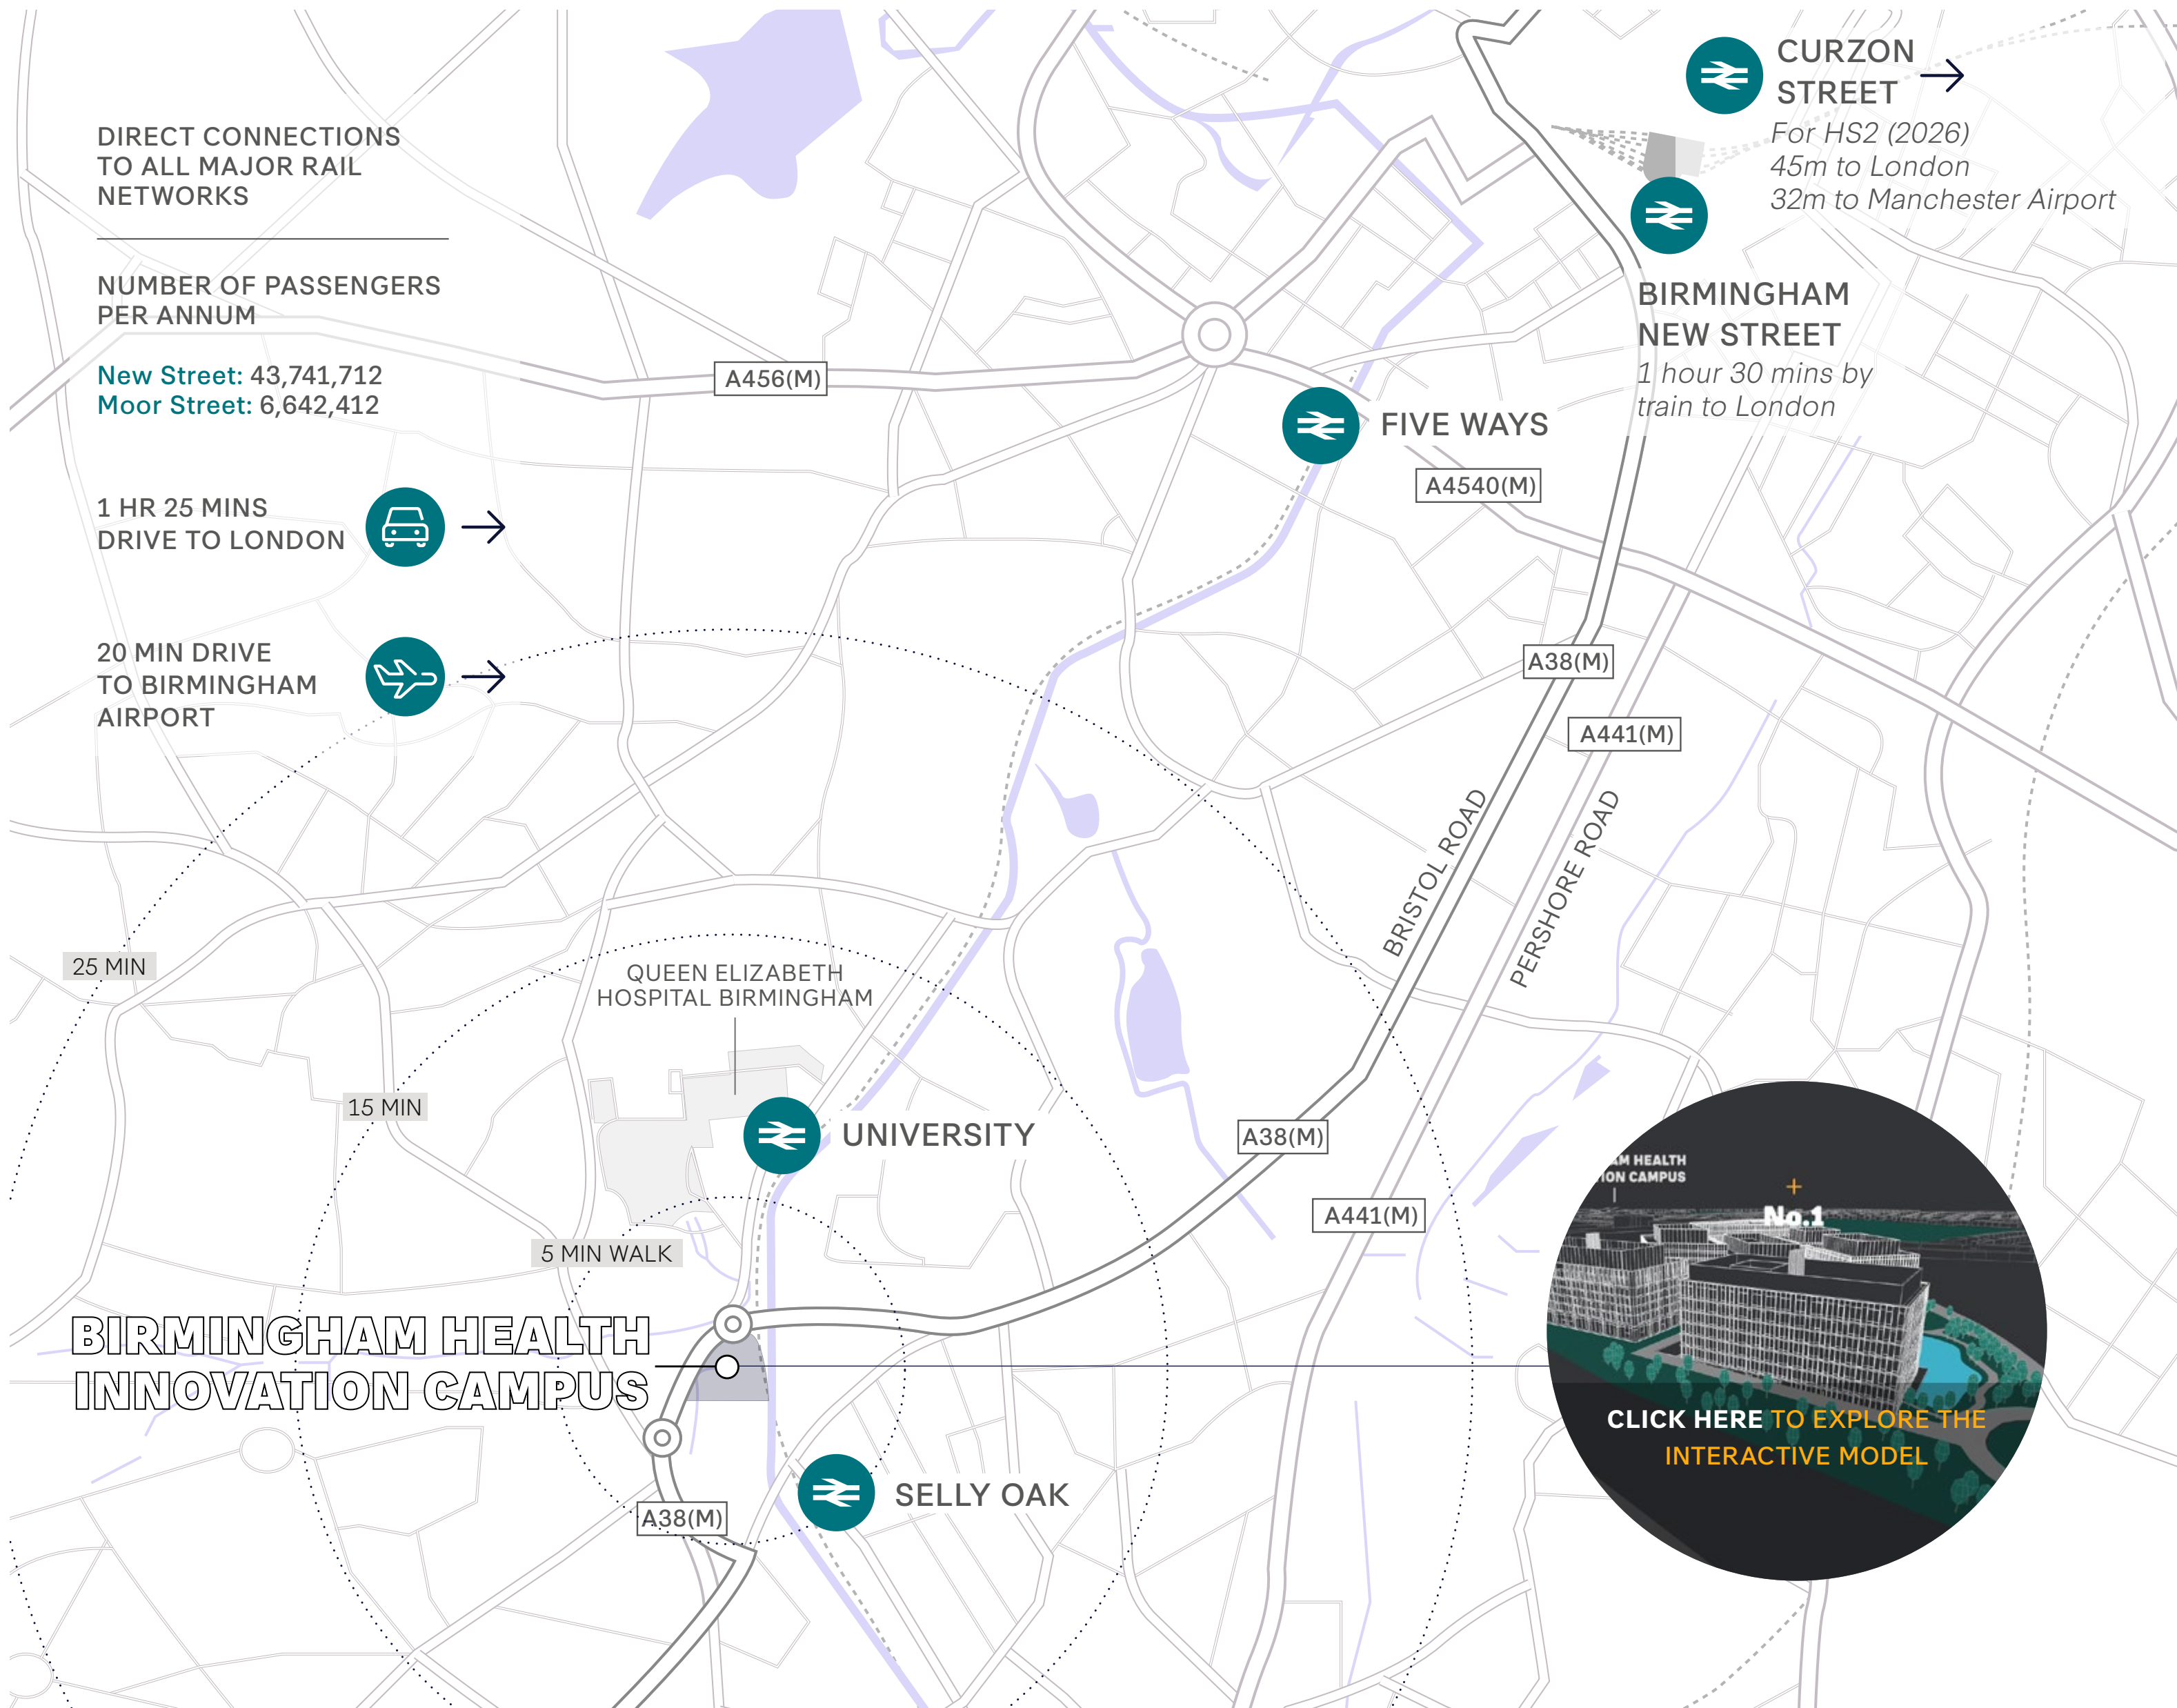 DIRECT CONNECTIONS
TO ALL MAJOR RAIL
NETWORKS
NUMBER OF PASSENGERS
PER ANNUM
New Street: 43,741,712
Moor Street: 6,642,412
1 HR 25 MINS
DRIVE TO LONDON
20 MIN DRIVE
TO BIRMINGHAM
AIRPORT
CURZON
STREET
For HS2 (2026)
45m to London
32m to Manchester Airport
BIRMINGHAM
NEW STREET
1 hour 30 mins by
train to London
A456(M)
FIVE WAYS
A4540(M)
A38(M)
A441(M)
BRISTOL ROAD
PERSHORE ROAD
25 MIN
QUEEN ELIZABETH
HOSPITAL BIRMINGHAM
15 MIN
UNIVERSITY
A38(M)
A441(M)
5 MIN WALK
BIRMINGHAM HEALTH
INNOVATION CAMPUS
SELLY OAK
A38(M)
AM HEALTH
ION CAMPUS
No.1
CLICK HERE TO EXPLORE THE
INTERACTIVE MODEL